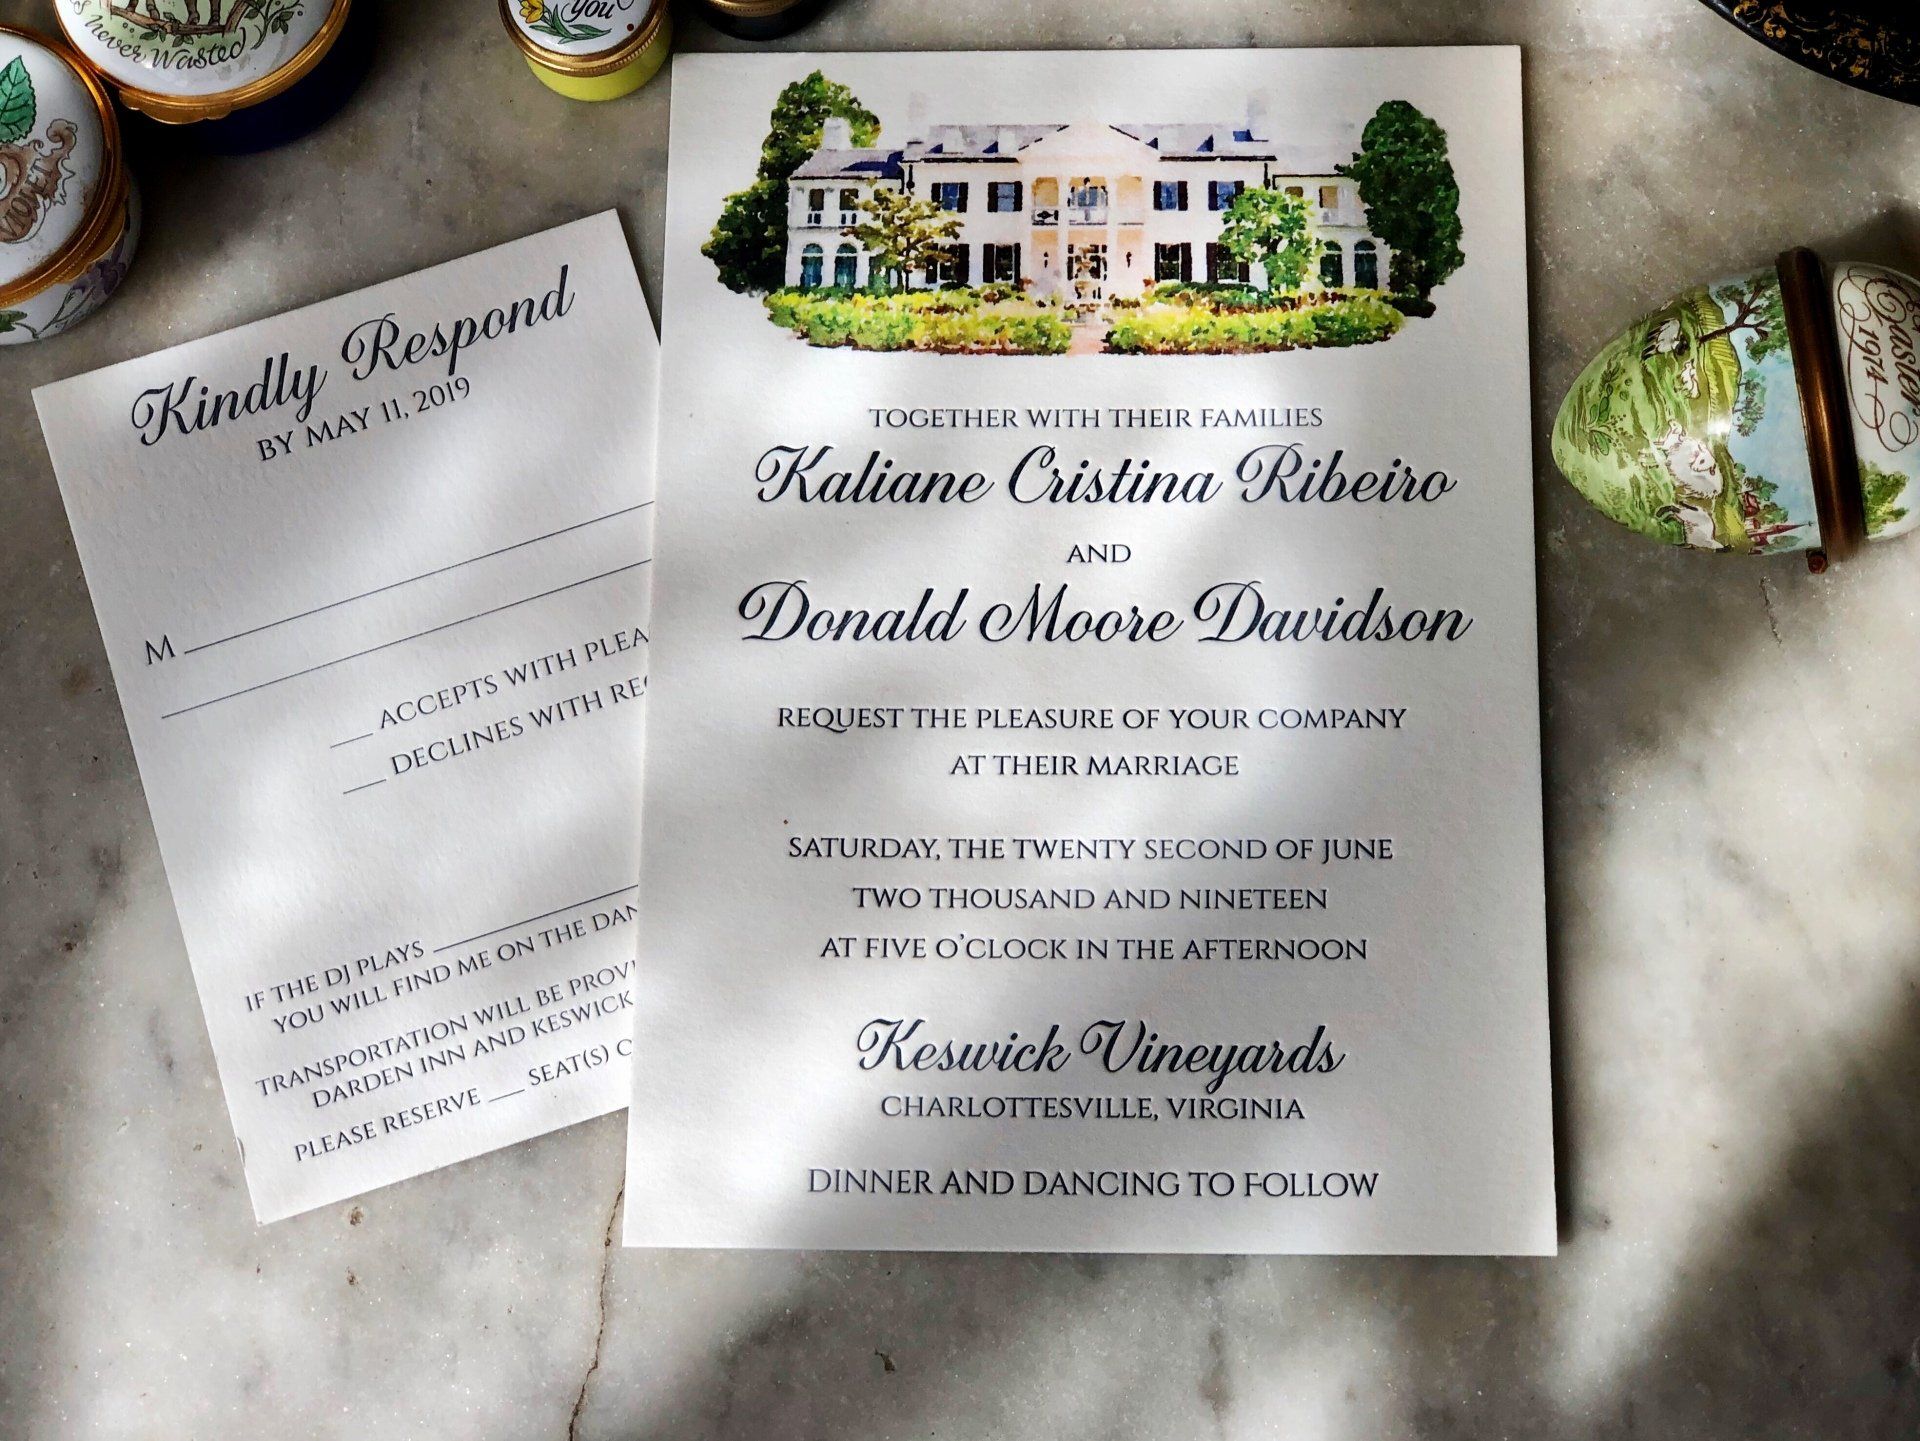 Never Wasted
You
VIOLET
Kindly Respond
BY MAY 11, 2019
M
ACCEPTS WITH
DECLINES WITH
IF THE DJ PLAYS
YOU WILL FIND ME ON THE
TRANSPORTATION WILL BE
DARDEN INN AND KESWICK
PLEASE RESERVE ___ SEAT(S)
TOGETHER WITH THEIR FAMILIES
Kaliane Cristina Ribeiro
AND
Donald Moore Davidson
REQUEST THE PLEASURE OF YOUR COMPANY
AT THEIR MARRIAGE
SATURDAY, THE TWENTY SECOND OF JUNE
TWO THOUSAND AND NINETEEN
AT FIVE O'CLOCK IN THE AFTERNOON
Keswick Vineyards
CHARLOTTESVILLE, VIRGINIA
DINNER AND DANCING TO FOLLOW
Easter
1974